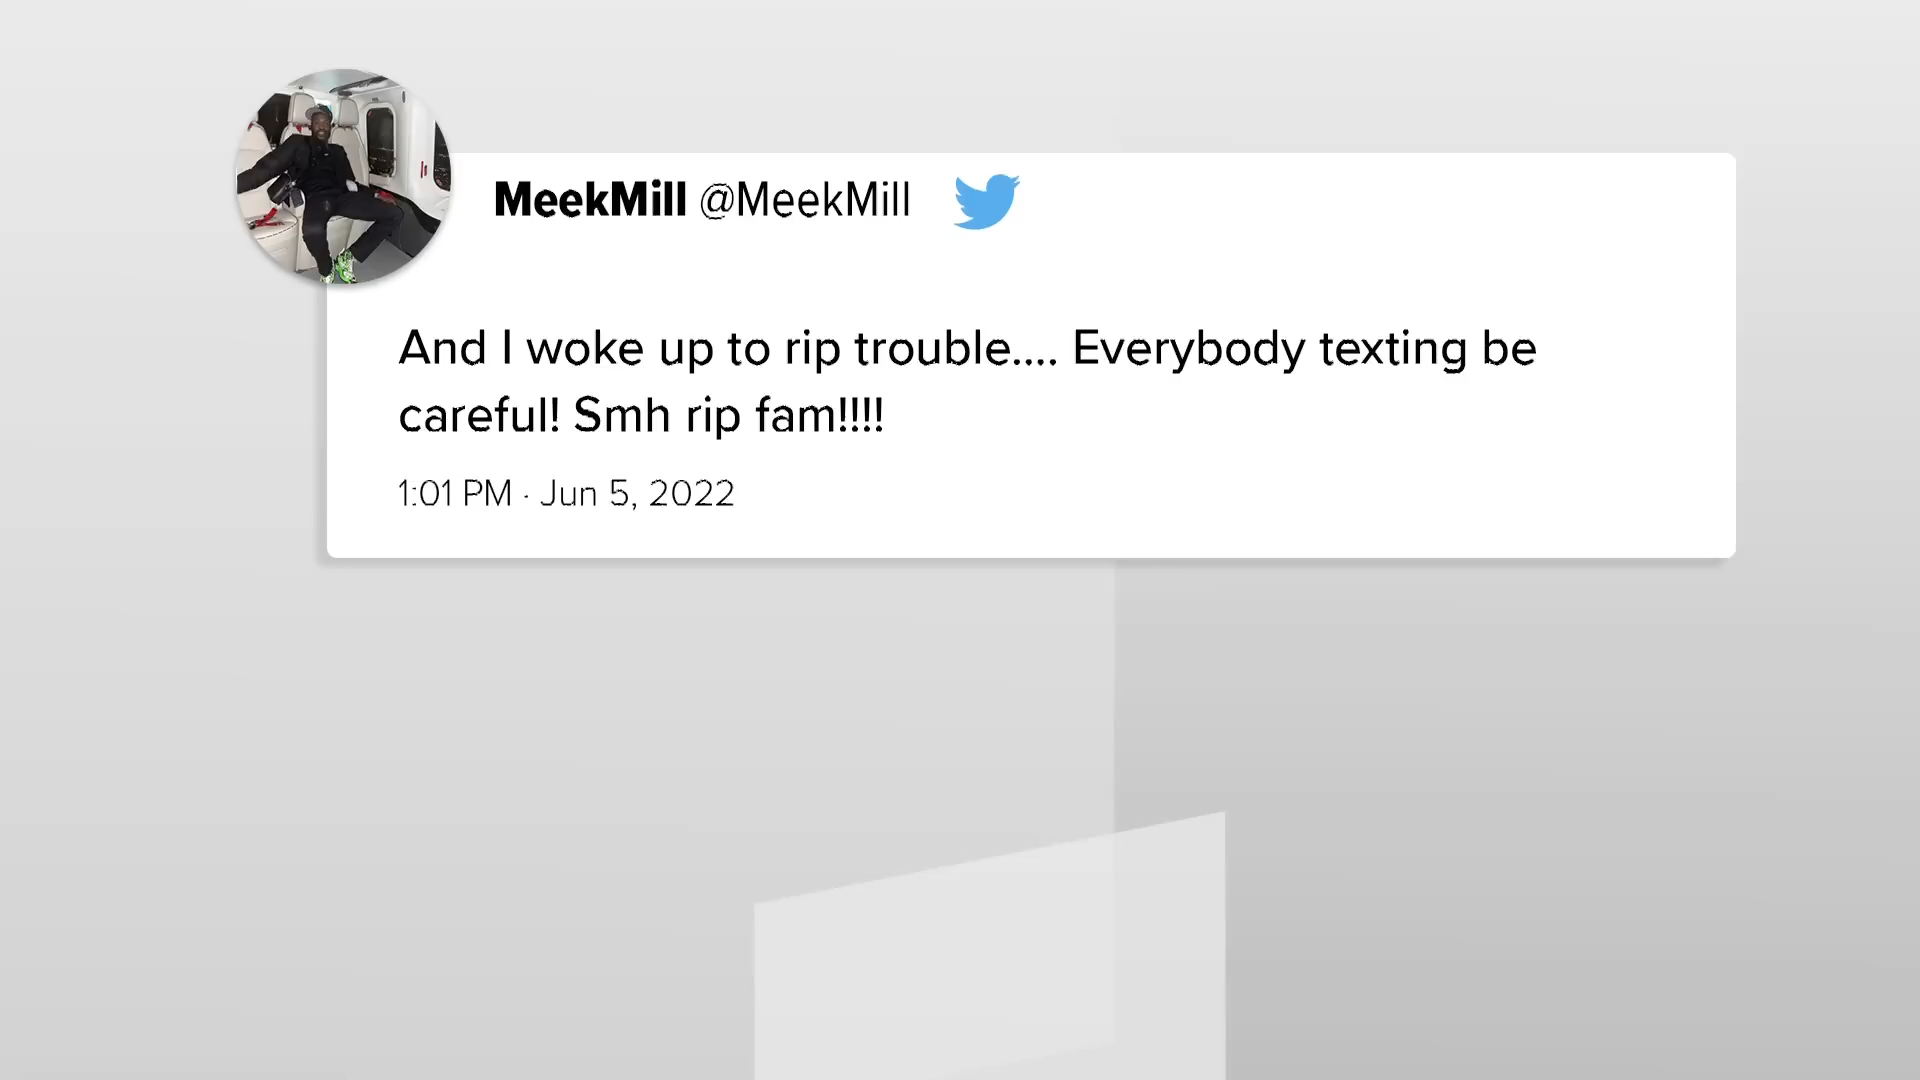 MeekMill @MeekMill
And I woke up to rip trouble.... Everybody texting be
careful! Smh rip fam!!!!
1:01 PM · Jun 5, 2022